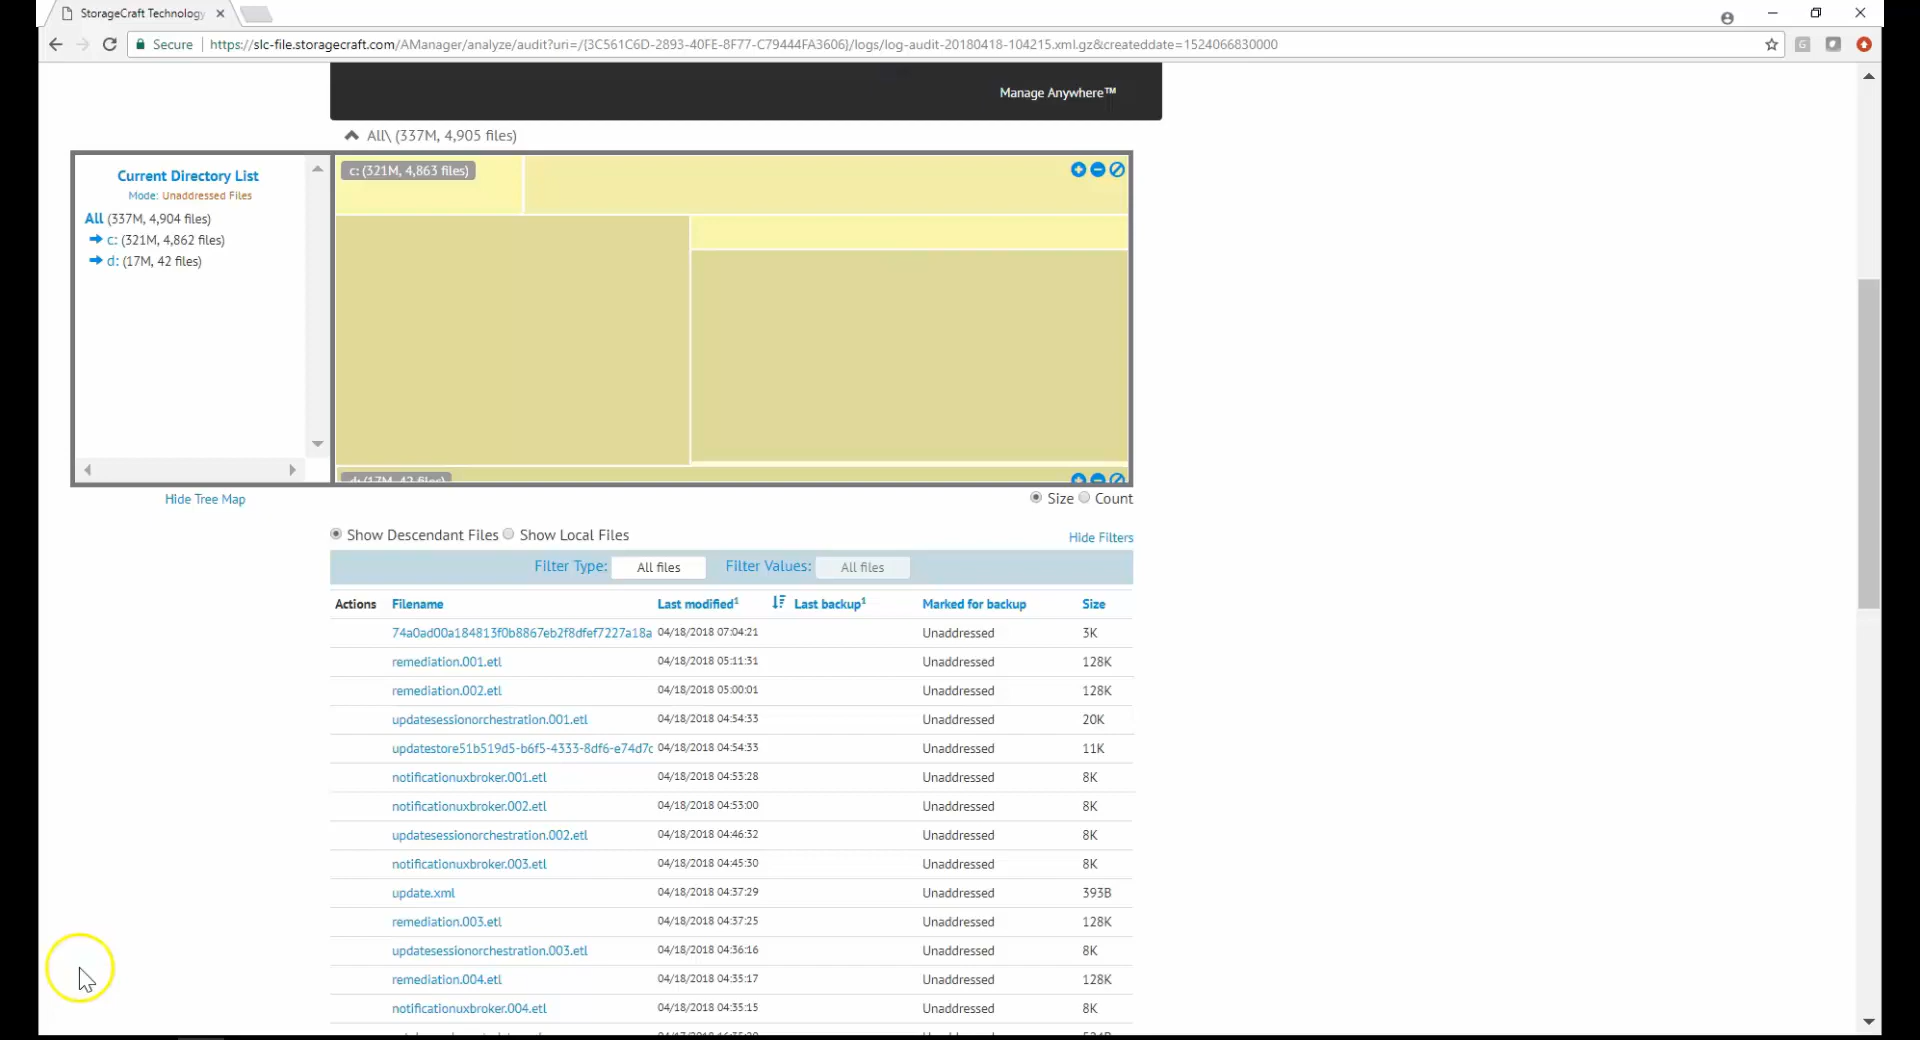 StorageCraft Technology
Secure https://slc-file.storagecraft.com/AManager/analyze/audit?uri=/{3C561C6D-2893-40FE-8F77-C79444FA3606}/logs/log-audit-20180418-104215.xml.gz&createddate=1524066830000
Manage Anywhere™
All\ (337M, 4,905 files)
Current Directory List
Mode: Unaddressed Files
All (337M, 4,904 files)
c: (321M, 4,862 files)
d: (17M, 42 files)
c: (321M, 4,863 files)
d: (17M, 42 files)
Hide Tree Map
Size Count
Show Descendant Files Show Local Files
Hide Filters
Filter Type: All files Filter Values: All files
Actions Filename Last modified¹ Last backup¹ Marked for backup Size
74a0ad00a184813f0b8867eb2f8dfef7227a18a 04/18/2018 07:04:21 Unaddressed 3K
remediation.001.etl 04/18/2018 05:11:31 Unaddressed 128K
remediation.002.etl 04/18/2018 05:00:01 Unaddressed 128K
updatesessionorchestration.001.etl 04/18/2018 04:54:33 Unaddressed 20K
updatestore51b519d5-b6f5-4333-8df6-e74d7c 04/18/2018 04:54:33 Unaddressed 11K
notificationuxbroker.001.etl 04/18/2018 04:53:28 Unaddressed 8K
notificationuxbroker.002.etl 04/18/2018 04:53:00 Unaddressed 8K
updatesessionorchestration.002.etl 04/18/2018 04:46:32 Unaddressed 8K
notificationuxbroker.003.etl 04/18/2018 04:45:30 Unaddressed 8K
update.xml 04/18/2018 04:37:29 Unaddressed 393B
remediation.003.etl 04/18/2018 04:37:25 Unaddressed 128K
updatesessionorchestration.003.etl 04/18/2018 04:36:16 Unaddressed 8K
remediation.004.etl 04/18/2018 04:35:17 Unaddressed 128K
notificationuxbroker.004.etl 04/18/2018 04:35:15 Unaddressed 8K